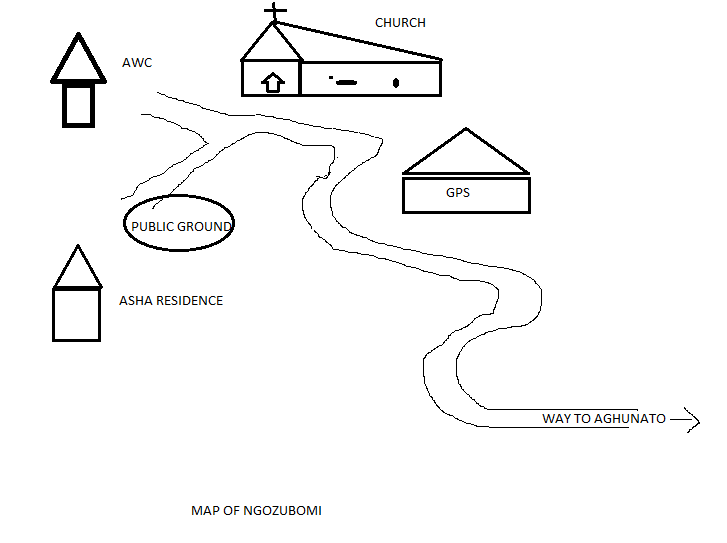 CHURCH
AWC
GPS
PUBLIC GROUND
ASHA RESIDENCE
WAY TO AGHUNATO
MAP OF NGOZUBOMI